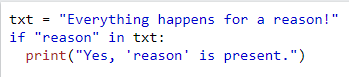 txt = "Everything happens for a reason!"
if "reason" in txt:
  print("Yes, 'reason' is present.")